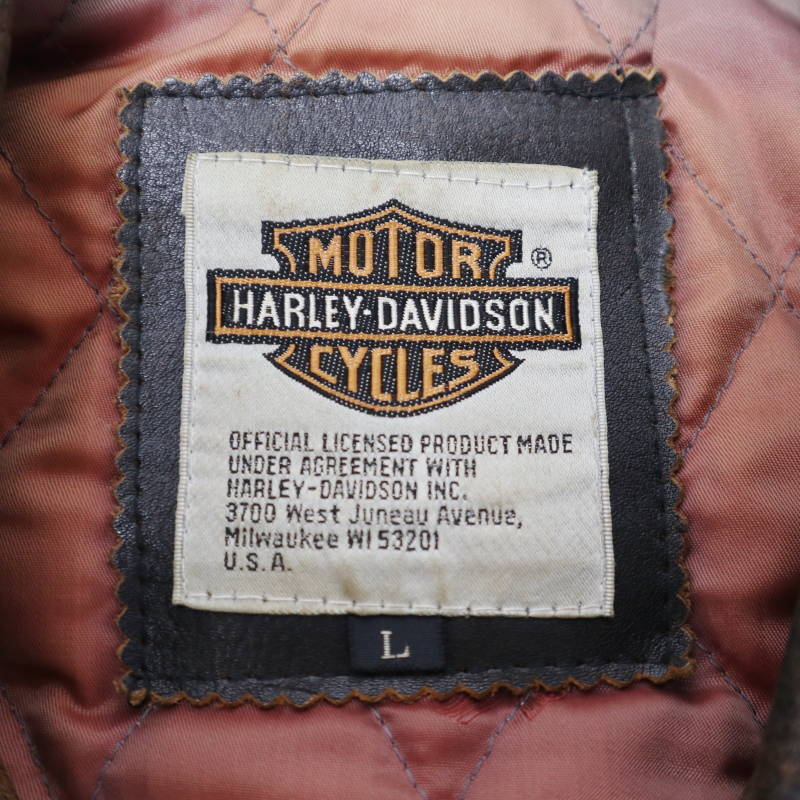 MOTOR
®
HARLEY-DAVIDSON
CYCLES
OFFICIAL LICENSED PRODUCT MADE
UNDER AGREEMENT WITH
HARLEY-DAVIDSON INC.
3700 West Juneau Avenue,
Milwaukee WI 53201
U.S.A.
L